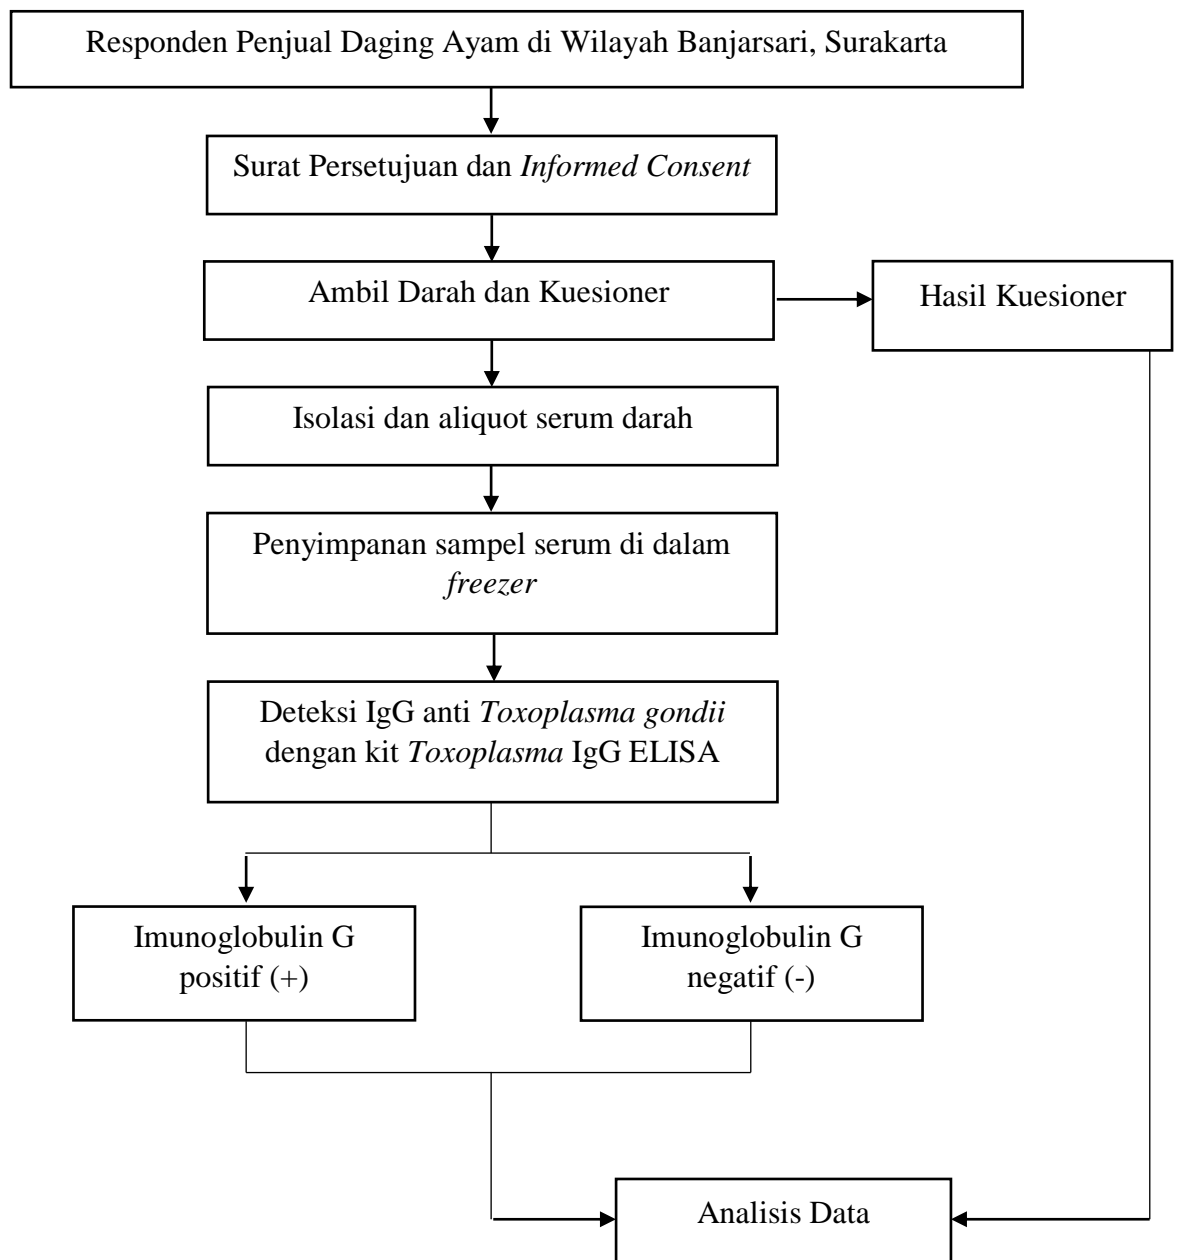 Responden Penjual Daging Ayam di Wilayah Banjarsari, Surakarta
Surat Persetujuan dan Informed Consent
Ambil Darah dan Kuesioner
Hasil Kuesioner
Isolasi dan aliquot serum darah
Penyimpanan sampel serum di dalam
freezer
Deteksi IgG anti Toxoplasma gondii
dengan kit Toxoplasma IgG ELISA
Imunoglobulin G
positif (+)
Imunoglobulin G
negatif (-)
Analisis Data